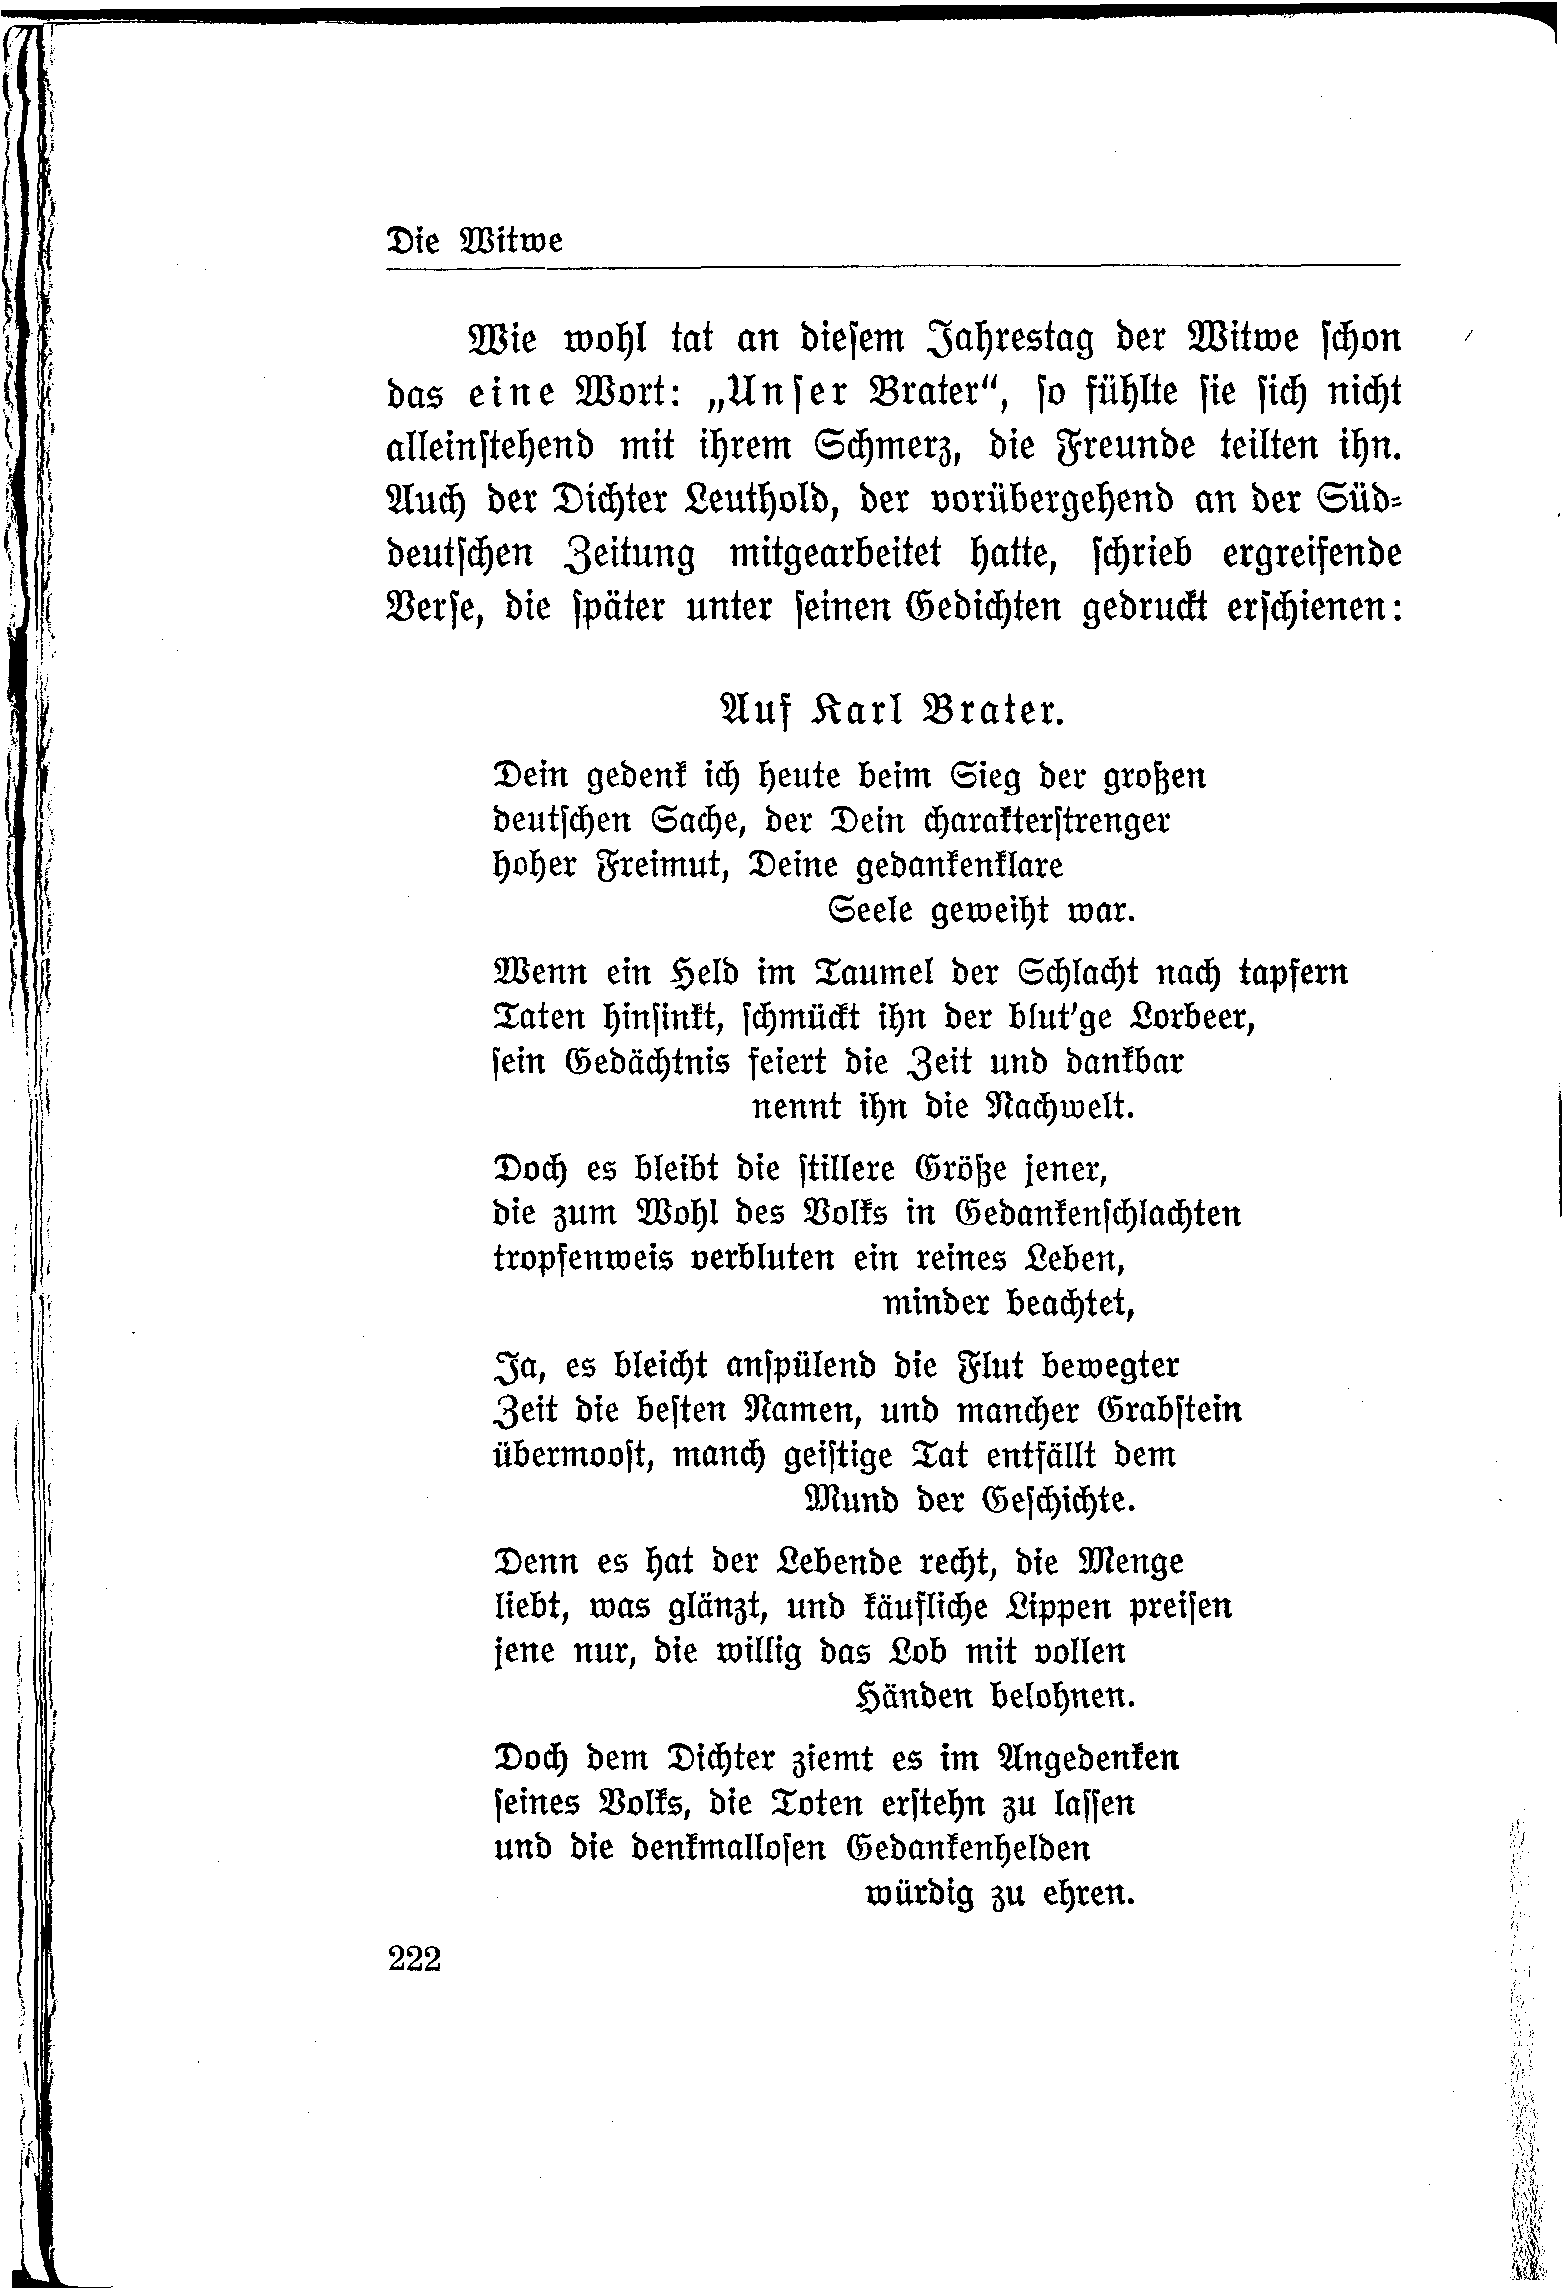 Die Witwe
Wie wohl tat an diesem Jahrestag der Witwe schon
das eine Wort: „Unser Brater“, so fühlte sie sich nicht
alleinstehend mit ihrem Schmerz, die Freunde teilten ihn.
Auch der Dichter Leuthold, der vorübergehend an der Süd-
deutschen Zeitung mitgearbeitet hatte, schrieb ergreifende
Verse, die später unter seinen Gedichten gedruckt erschienen:
Auf Karl Brater.
Dein gedenk ich heute beim Sieg der großen
deutschen Sache, der Dein charakterstrenger
hoher Freimut, Deine gedankenklare
Seele geweiht war.
Wenn ein Held im Taumel der Schlacht nach tapfern
Taten hinsinkt, schmückt ihn der blut'ge Lorbeer,
sein Gedächtnis feiert die Zeit und dankbar
nennt ihn die Nachwelt.
Doch es bleibt die stillere Größe jener,
die zum Wohl des Volks in Gedankenschlachten
tropfenweis verbluten ein reines Leben,
minder beachtet,
Ja, es bleicht anspülend die Flut bewegter
Zeit die besten Namen, und mancher Grabstein
übermoost, manch geistige Tat entfällt dem
Mund der Geschichte.
Denn es hat der Lebende recht, die Menge
liebt, was glänzt, und käufliche Lippen preisen
jene nur, die willig das Lob mit vollen
Händen belohnen.
Doch dem Dichter ziemt es im Angedenken
seines Volks, die Toten erstehn zu lassen
und die denkmallosen Gedankenhelden
würdig zu ehren.
222